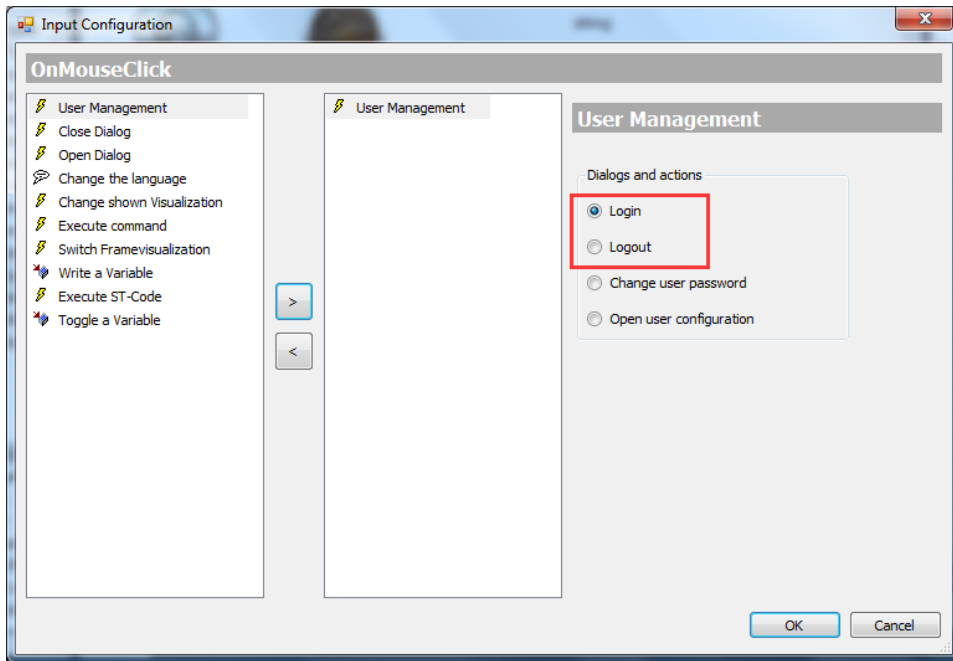 Input Configuration
OnMouseClick
User Management
Close Dialog
Open Dialog
Change the language
Change shown Visualization
Execute command
Switch Framevisualization
Write a Variable
Execute ST-Code
Toggle a Variable
>
<
User Management
User Management
Dialogs and actions
Login
Logout
Change user password
Open user configuration
OK
Cancel